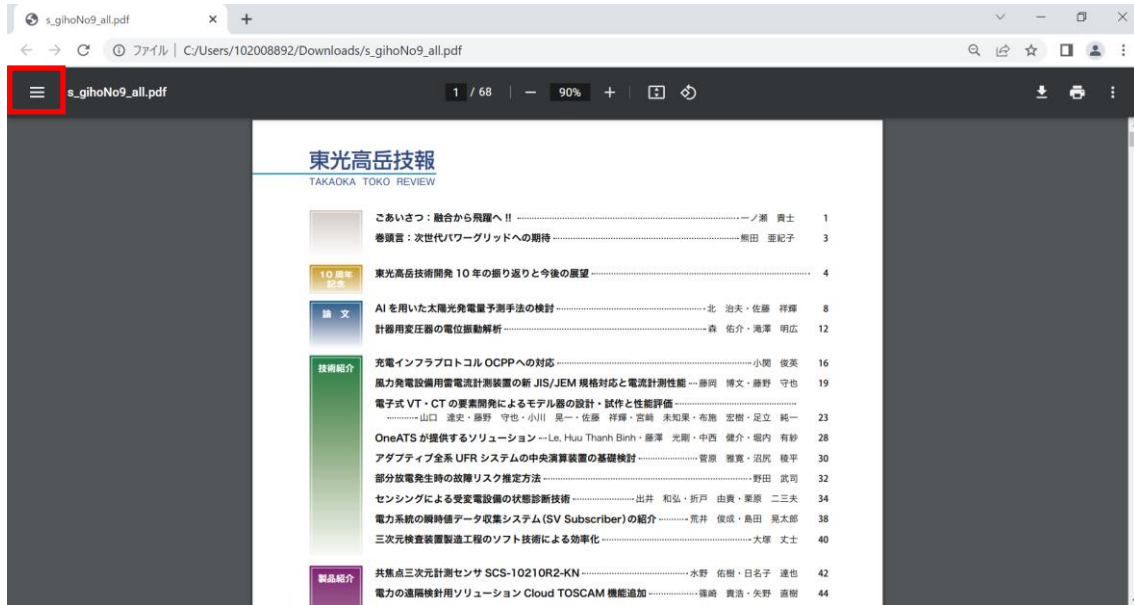 s_gihoNo9_all.pdf
ファイル | C:/Users/102008892/Downloads/s_gihoNo9_all.pdf
s_gihoNo9_all.pdf 1 / 68 | − 90% + |
東光高岳技報
TAKAOKA TOKO REVIEW
ごあいさつ：融合から飛躍へ !! 一ノ瀬 貴士 1
巻頭言：次世代パワーグリッドへの期待 熊田 亜紀子 3
10周年
記念
東光高岳技術開発 10 年の振り返りと今後の展望 4
論 文
AI を用いた太陽光発電量予測手法の検討 北 治夫・佐藤 祥輝 8
計器用変圧器の電位振動解析 森 佑介・滝澤 明広 12
技術紹介
充電インフラプロトコル OCPP への対応 小関 俊英 16
風力発電設備用雷電流計測装置の新 JIS/JEM 規格対応と電流計測性能 藤岡 博文・藤野 守也 19
電子式 VT・CT の要素開発によるモデル器の設計・試作と性能評価
山口 達史・藤野 守也・小川 晃一・佐藤 祥輝・宮崎 未知果・布施 宏樹・足立 純一 23
OneATS が提供するソリューション Le, Huu Thanh Binh・藤澤 光剛・中西 健介・堀内 有紗 28
アダプティブ全系 UFR システムの中央演算装置の基礎検討 菅原 雅寛・沼尻 稜平 30
部分放電発生時の故障リスク推定方法 野田 武司 32
センシングによる受変電設備の状態診断技術 出井 和弘・折戸 由貴・栗原 二三夫 34
電力系統の瞬時値データ収集システム(SV Subscriber)の紹介 荒井 俊成・島田 晃太郎 38
三次元検査装置製造工程のソフト技術による効率化 大塚 丈士 40
製品紹介
共焦点三次元計測センサ SCS-10210R2-KN 水野 佑樹・日名子 達也 42
電力の遠隔検針用ソリューション Cloud TOSCAM 機能追加 篠崎 貴浩・矢野 直樹 44